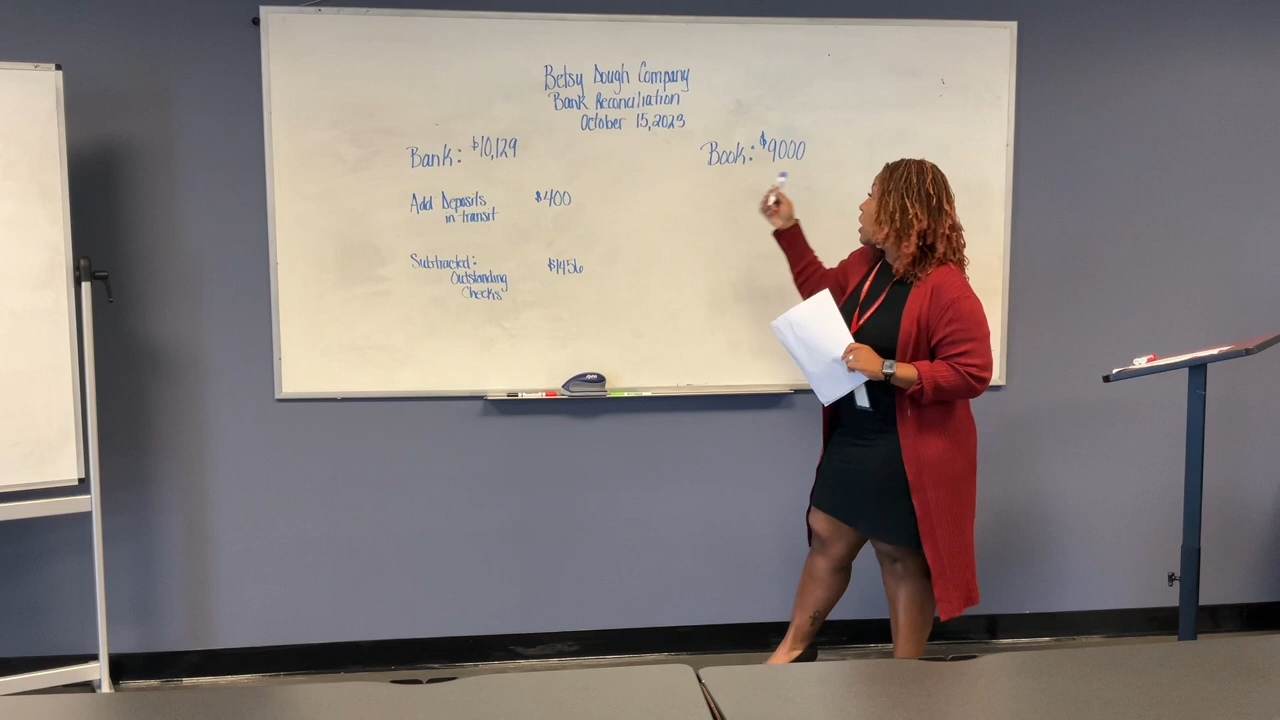 Betsy Dough Company
Bank Reconciliation
October 15, 2023
Bank: $10,129
Book: $9000
Add Deposits
in transit
$400
Subtracted:
Outstanding
Checks
$1456